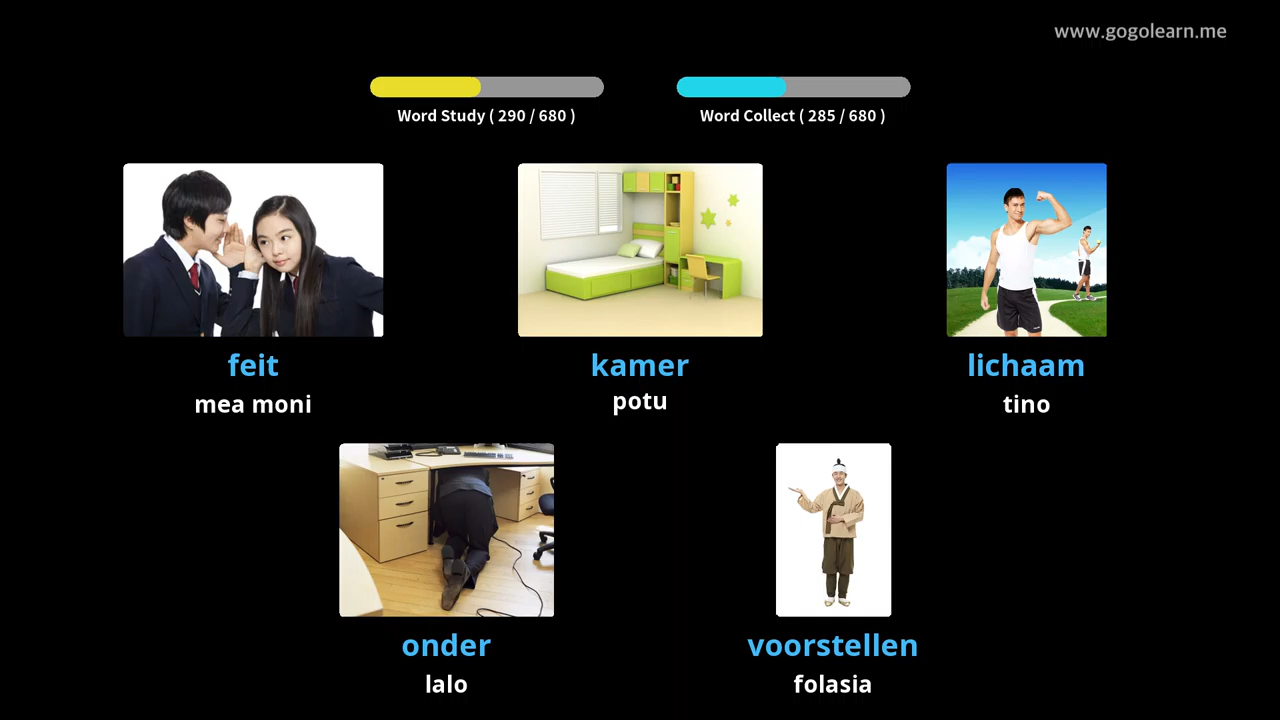 www.gogolearn.me
Word Study ( 290 / 680 )
Word Collect ( 285 / 680 )
feit
mea moni
kamer
potu
lichaam
tino
onder
lalo
voorstellen
folasia